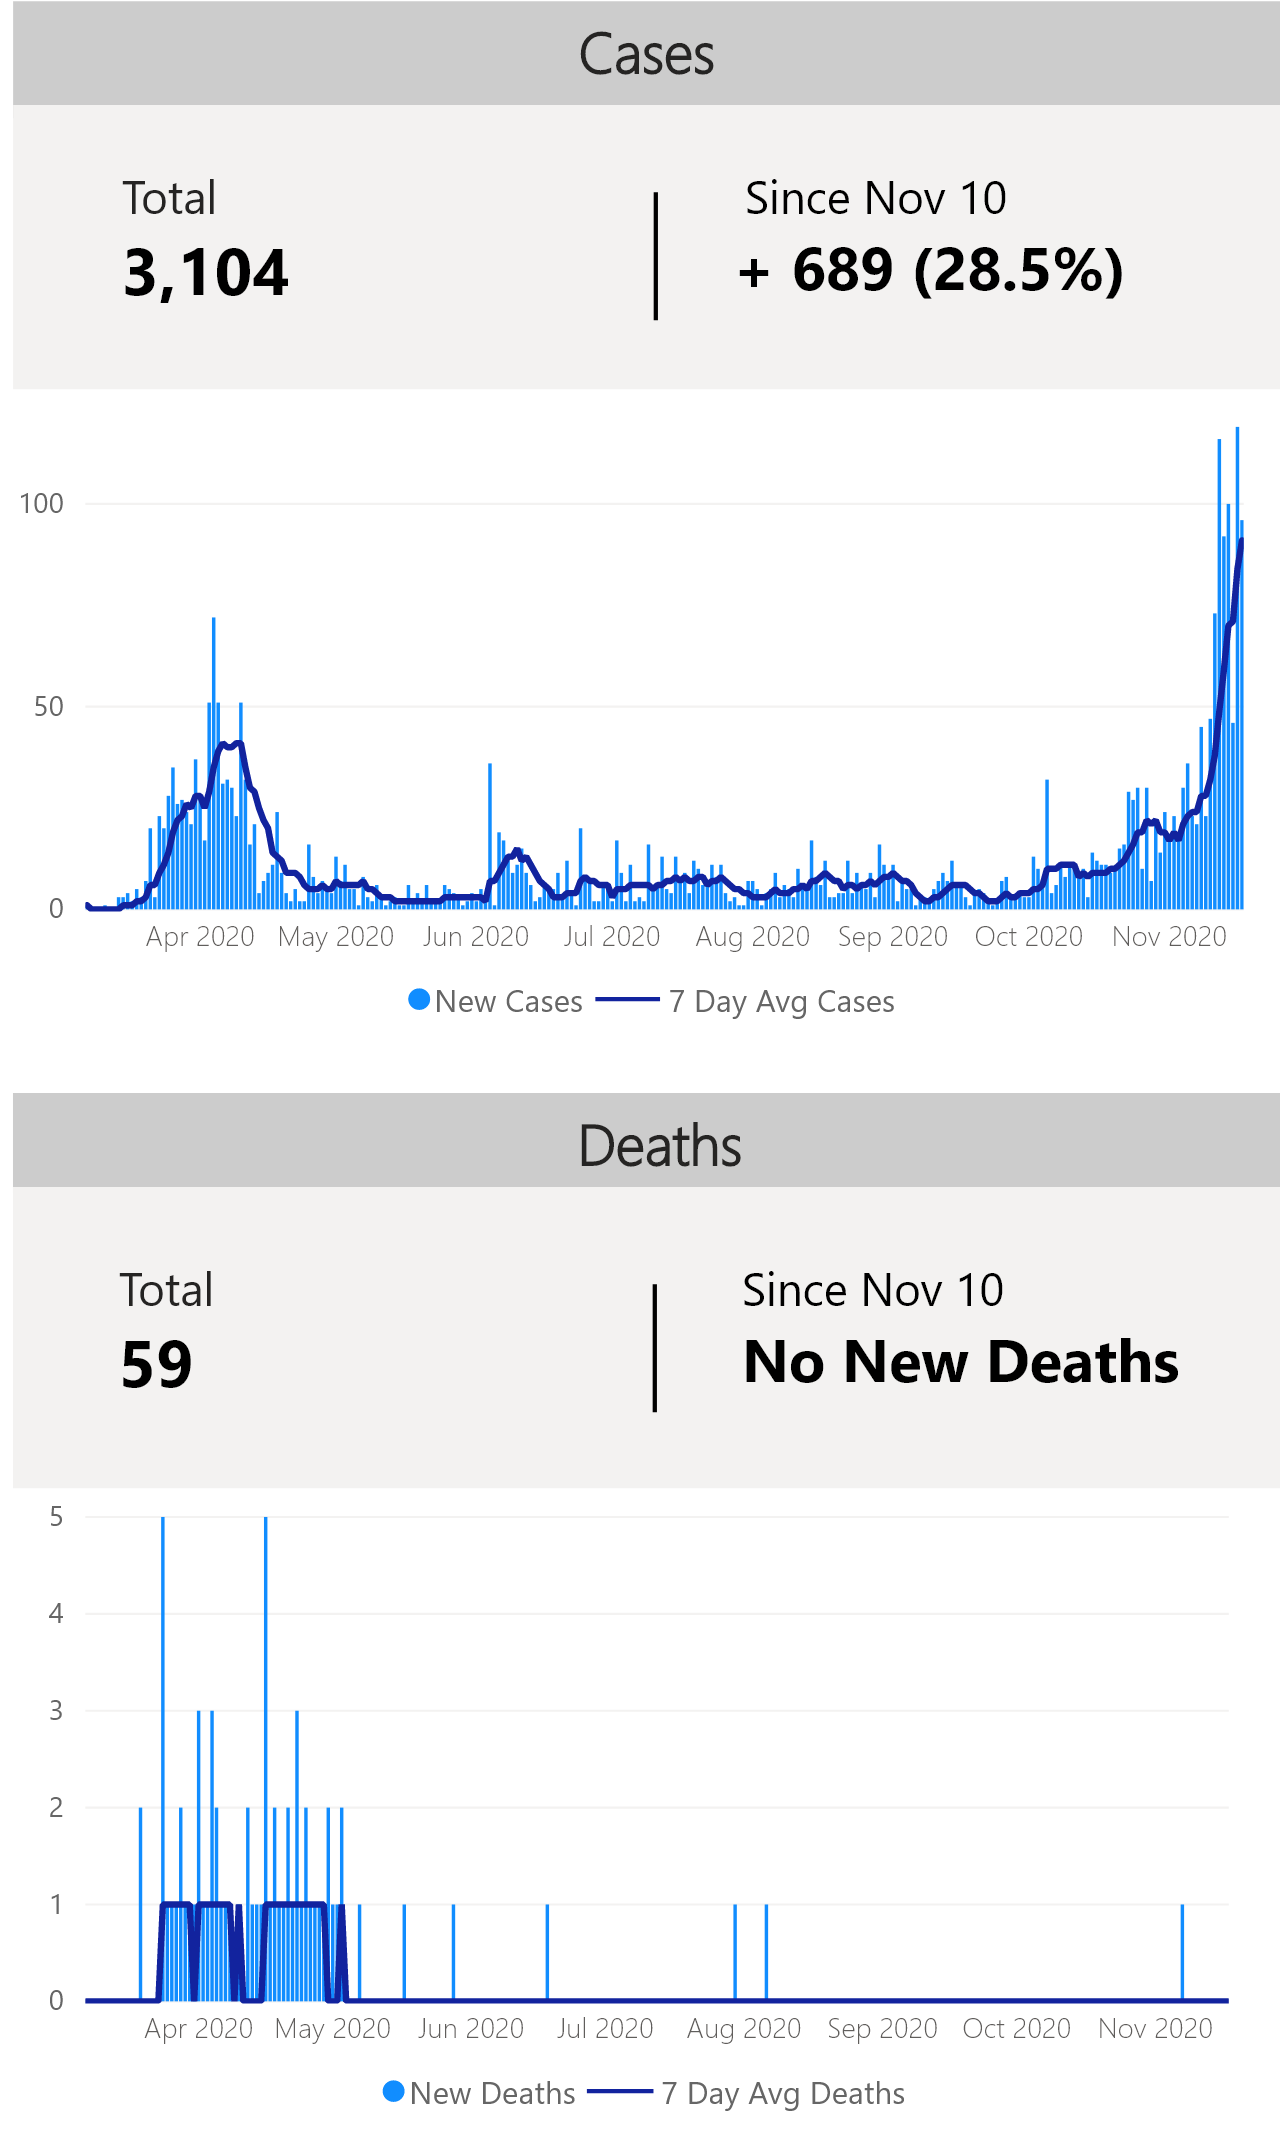 Cases
Total
3,104
Since Nov 10
+ 689 (28.5%)
100
50
0
Apr 2020 May 2020 Jun 2020 Jul 2020 Aug 2020 Sep 2020 Oct 2020 Nov 2020
New Cases 7 Day Avg Cases
Deaths
Total
59
Since Nov 10
No New Deaths
5
4
3
2
1
0
Apr 2020 May 2020 Jun 2020 Jul 2020 Aug 2020 Sep 2020 Oct 2020 Nov 2020
New Deaths 7 Day Avg Deaths